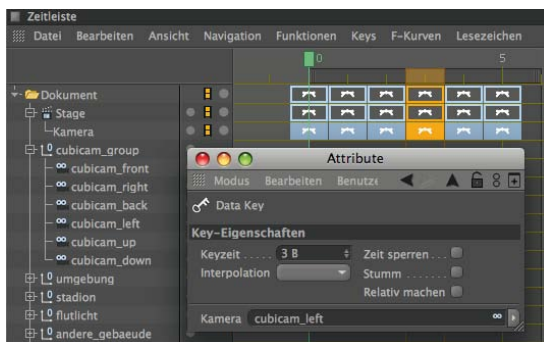 Zeitleiste
Datei Bearbeiten Ansicht Navigation Funktionen Keys F-Kurven Lesezeichen
0 5
Dokument
Stage
Kamera
cubicam_group
cubicam_front
cubicam_right
cubicam_back
cubicam_left
cubicam_up
cubicam_down
umgebung
stadion
flutlicht
andere_gebaeude
Attribute
Modus Bearbeiten Benutze
Data Key
Key-Eigenschaften
Keyzeit ..... 3 B Zeit sperren ...
Interpolation Stumm .......
Relativ machen
Kamera cubicam_left